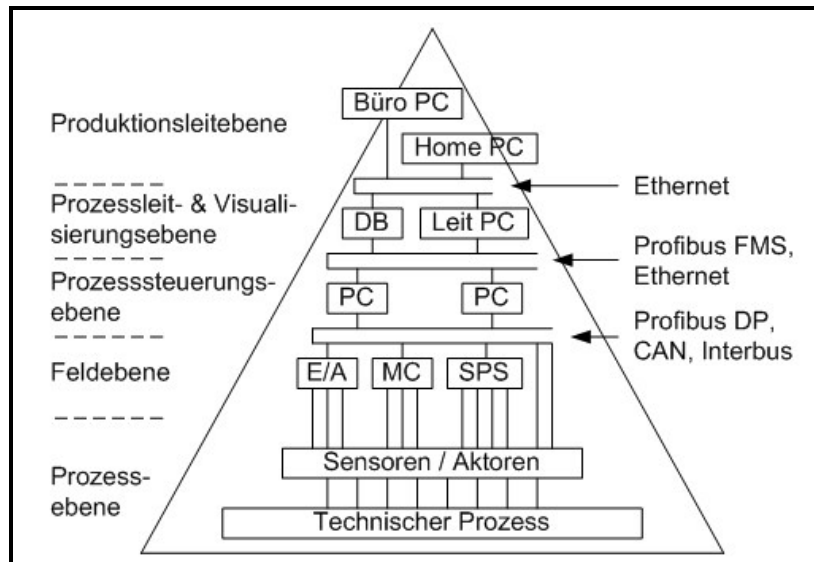 Büro PC
Produktionsleitebene
Home PC
Ethernet
Prozessleit- & Visuali-
sierungsebene
DB
Leit PC
Profibus FMS,
Ethernet
Prozesssteuerungs-
ebene
PC
PC
Profibus DP,
CAN, Interbus
Feldebene
E/A
MC
SPS
Prozess-
ebene
Sensoren / Aktoren
Technischer Prozess